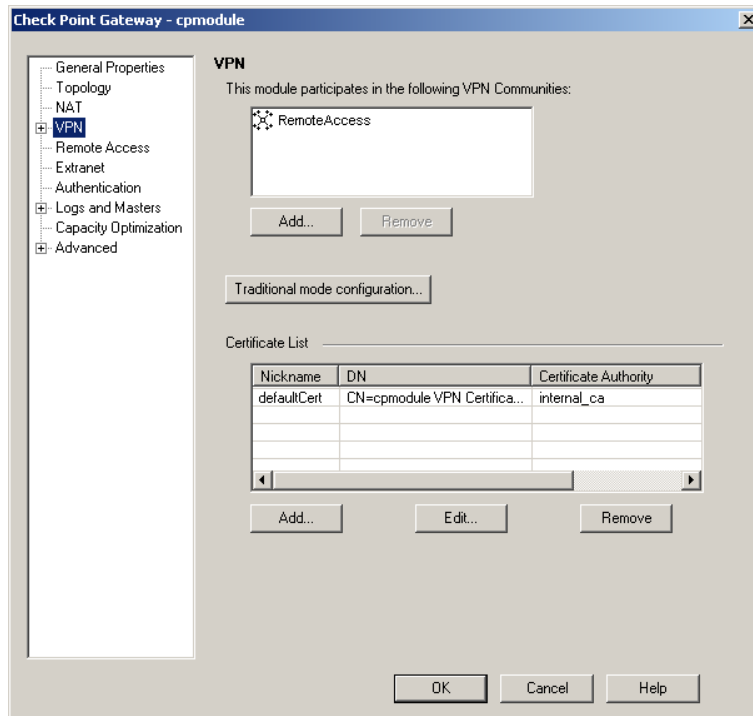 Check Point Gateway - cpmodule
General Properties
Topology
NAT
VPN
Remote Access
Extranet
Authentication
Logs and Masters
Capacity Optimization
Advanced
VPN
This module participates in the following VPN Communities:
RemoteAccess
Add... Remove
Traditional mode configuration...
Certificate List
Nickname DN Certificate Authority
defaultCert CN=cpmodule VPN Certifica... internal_ca
Add... Edit... Remove
OK Cancel Help